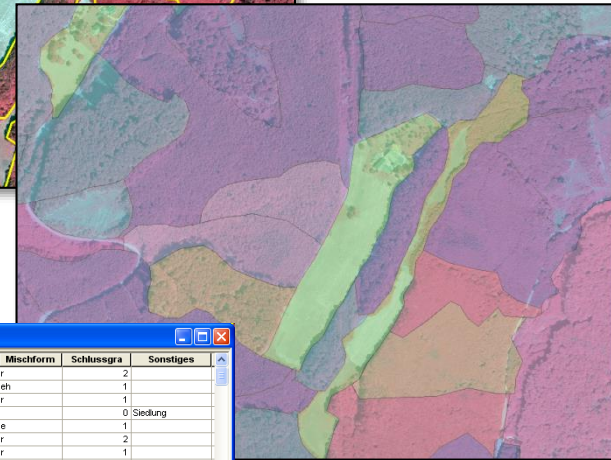 Mischform Schlussgra Sonstiges
r 2
eh 1
r 1
0 Siedlung
e 1
r 2
r 1